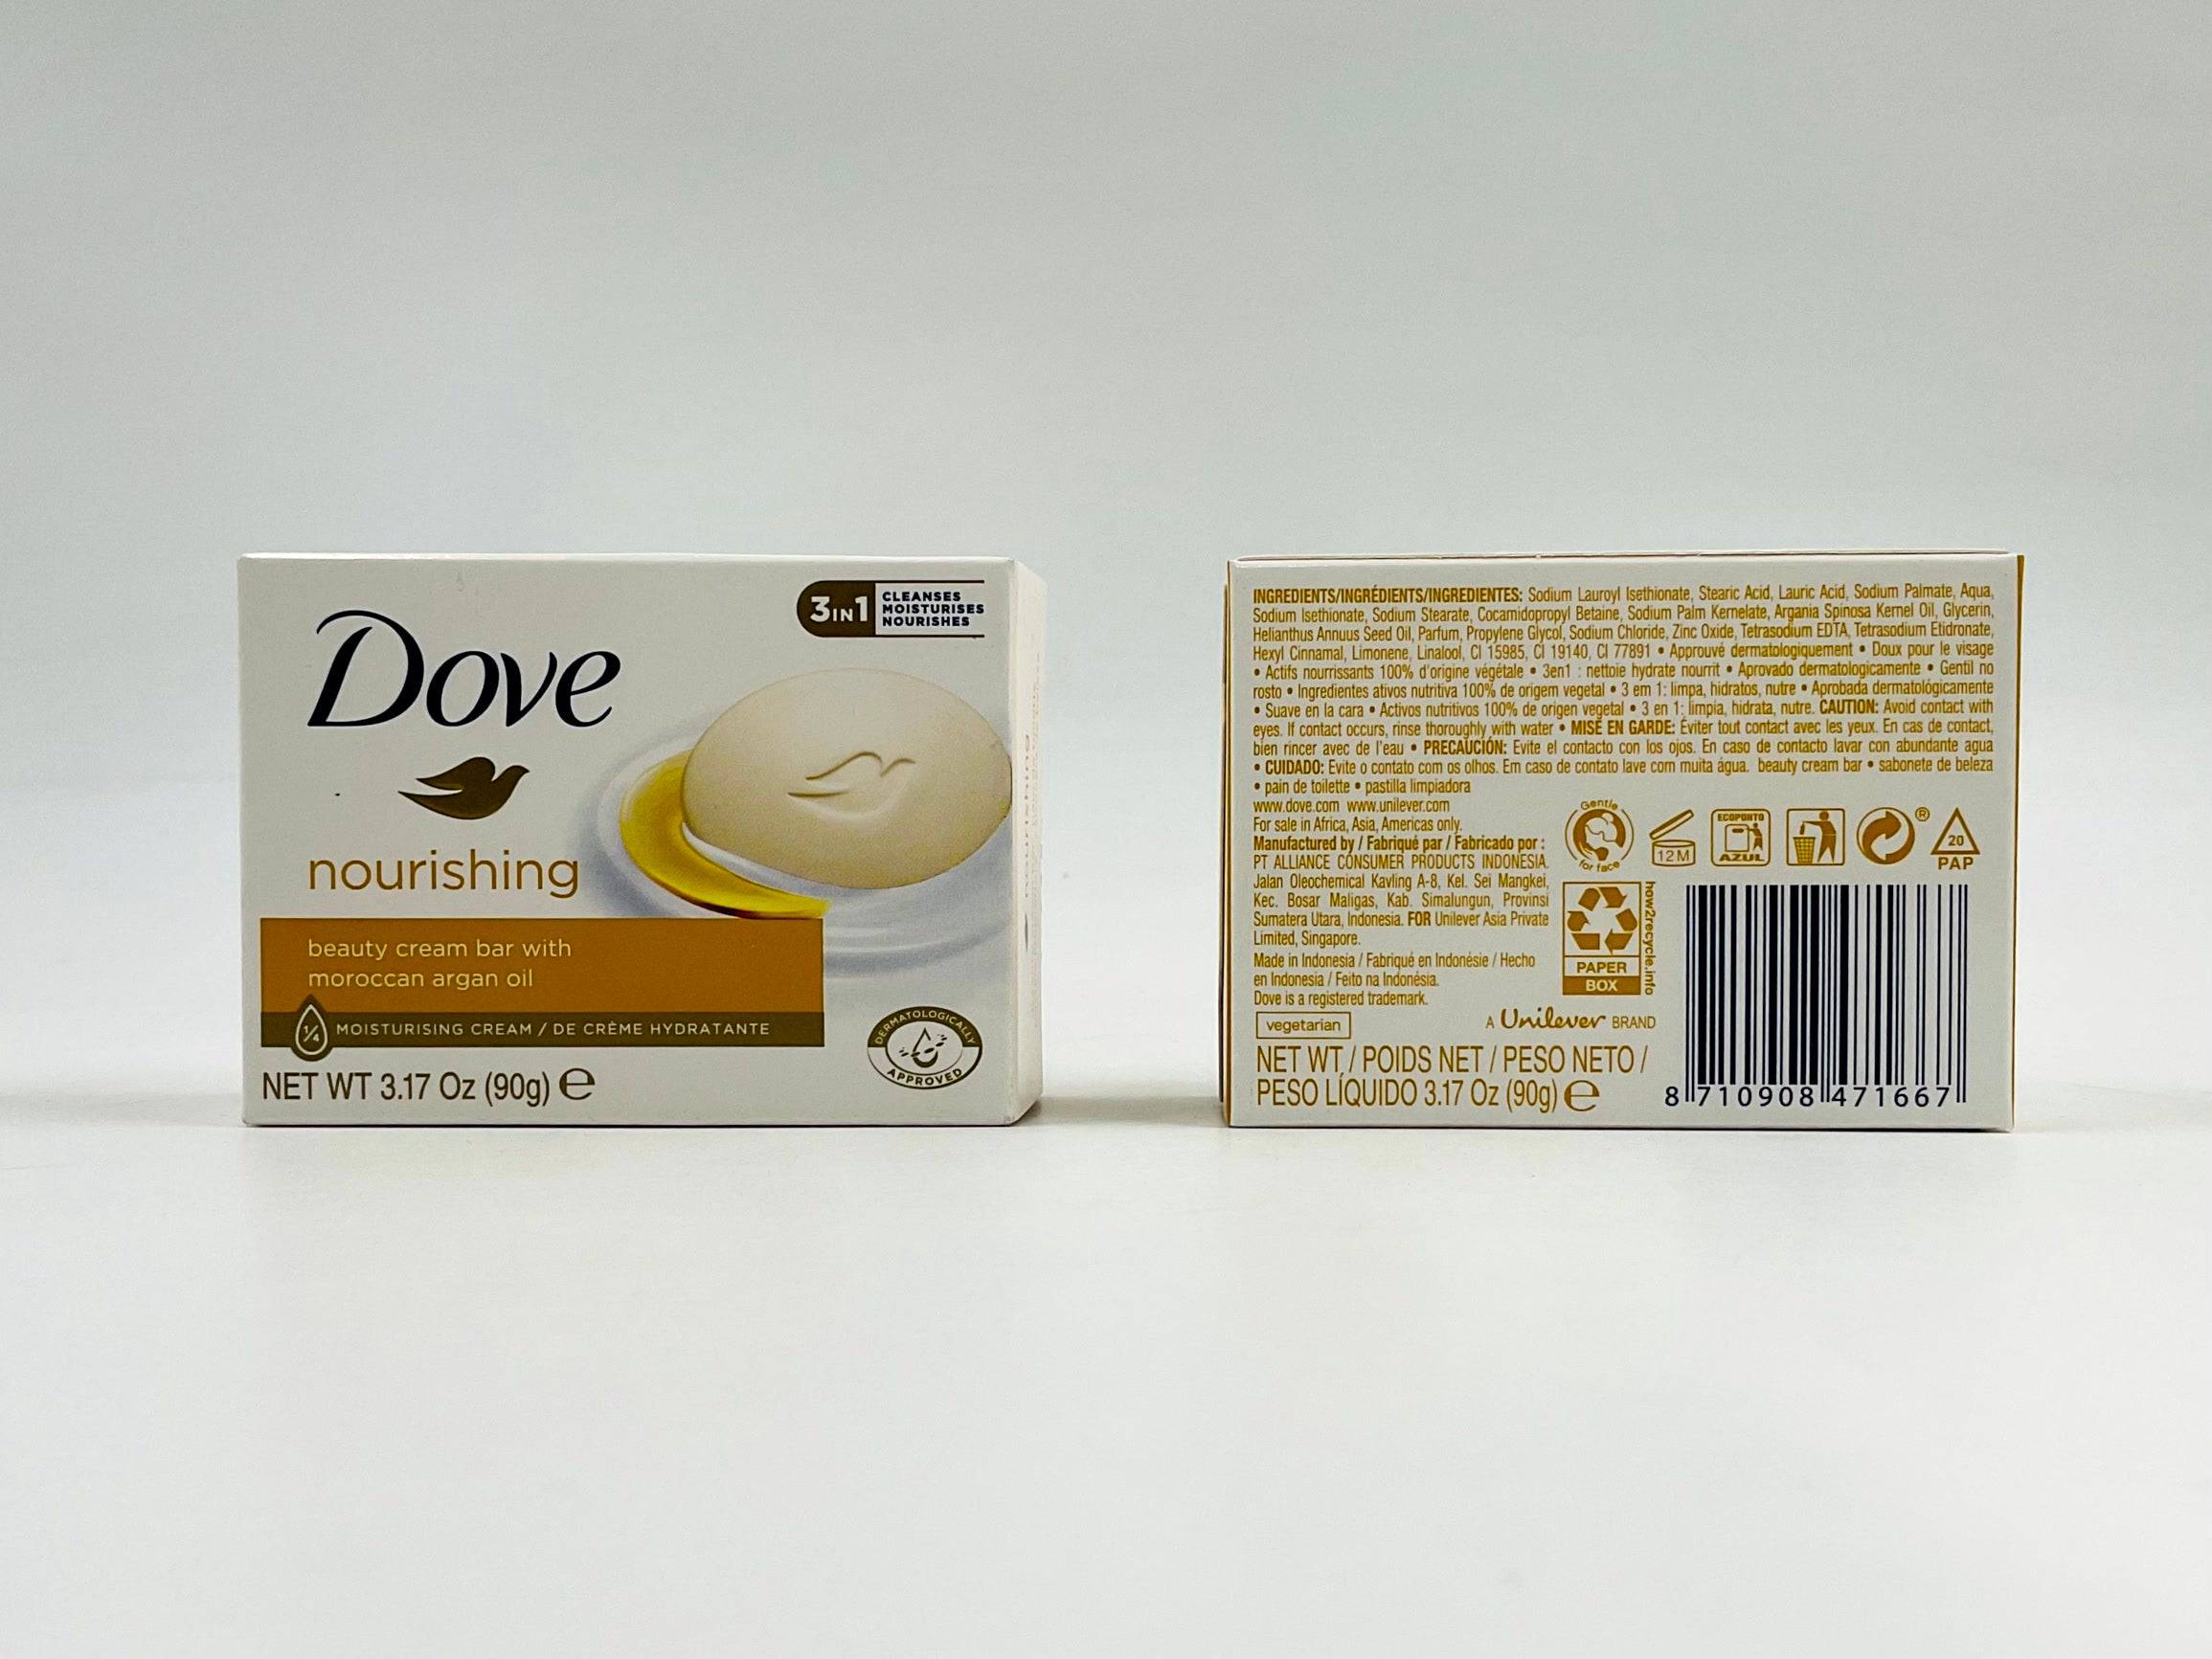 3IN1
CLEANSES
MOISTURISES
NOURISHES
Dove
nourishing
beauty cream bar with
moroccan argan oil
1/4 MOISTURISING CREAM / DE CRÈME HYDRATANTE
NET WT 3.17 Oz (90g) ℮
DERMATOLOGICALLY
APPROVED
nourishing
INGREDIENTS/INGRÉDIENTS/INGREDIENTES: Sodium Lauroyl Isethionate, Stearic Acid, Lauric Acid, Sodium Palmate, Aqua,
Sodium Isethionate, Sodium Stearate, Cocamidopropyl Betaine, Sodium Palm Kernelate, Argania Spinosa Kernel Oil, Glycerin,
Helianthus Annuus Seed Oil, Parfum, Propylene Glycol, Sodium Chloride, Zinc Oxide, Tetrasodium EDTA, Tetrasodium Etidronate,
Hexyl Cinnamal, Limonene, Linalool, CI 15985, CI 19140, CI 77891 • Approuvé dermatologiquement • Doux pour le visage
• Actifs nourrissants 100% d'origine végétale • 3en1 : nettoie hydrate nourrit • Aprovado dermatologicamente • Gentil no
rosto • Ingredientes ativos nutritiva 100% de origem vegetal • 3 em 1: limpa, hidratos, nutre • Aprobada dermatológicamente
• Suave en la cara • Activos nutritivos 100% de origen vegetal • 3 en 1: limpia, hidrata, nutre. CAUTION: Avoid contact with
eyes. If contact occurs, rinse thoroughly with water • MISE EN GARDE: Éviter tout contact avec les yeux. En cas de contact,
bien rincer avec de l'eau • PRECAUCIÓN: Evite el contacto con los ojos. En caso de contacto lavar con abundante agua
• CUIDADO: Evite o contato com os olhos. Em caso de contato lave com muita água. beauty cream bar • sabonete de beleza
• pain de toilette • pastilla limpiadora
www.dove.com www.unilever.com
For sale in Africa, Asia, Americas only.
Manufactured by / Fabriqué par / Fabricado por :
PT ALLIANCE CONSUMER PRODUCTS INDONESIA.
Jalan Oleochemical Kavling A-8, Kel. Sei Mangkei,
Kec. Bosar Maligas, Kab. Simalungun, Provinsi
Sumatera Utara, Indonesia. FOR Unilever Asia Private
Limited, Singapore.
Made in Indonesia / Fabriqué en Indonésie / Hecho
en Indonesia / Feito na Indonésia.
Dove is a registered trademark.
vegetarian
A Unilever BRAND
NET WT. / POIDS NET / PESO NETO /
PESO LÍQUIDO 3.17 Oz (90g) ℮
Gentle
for face
12M
ECOPONTO
AZUL
®
20
PAP
PAPER
BOX
how2recycle.info
8 710908 471667